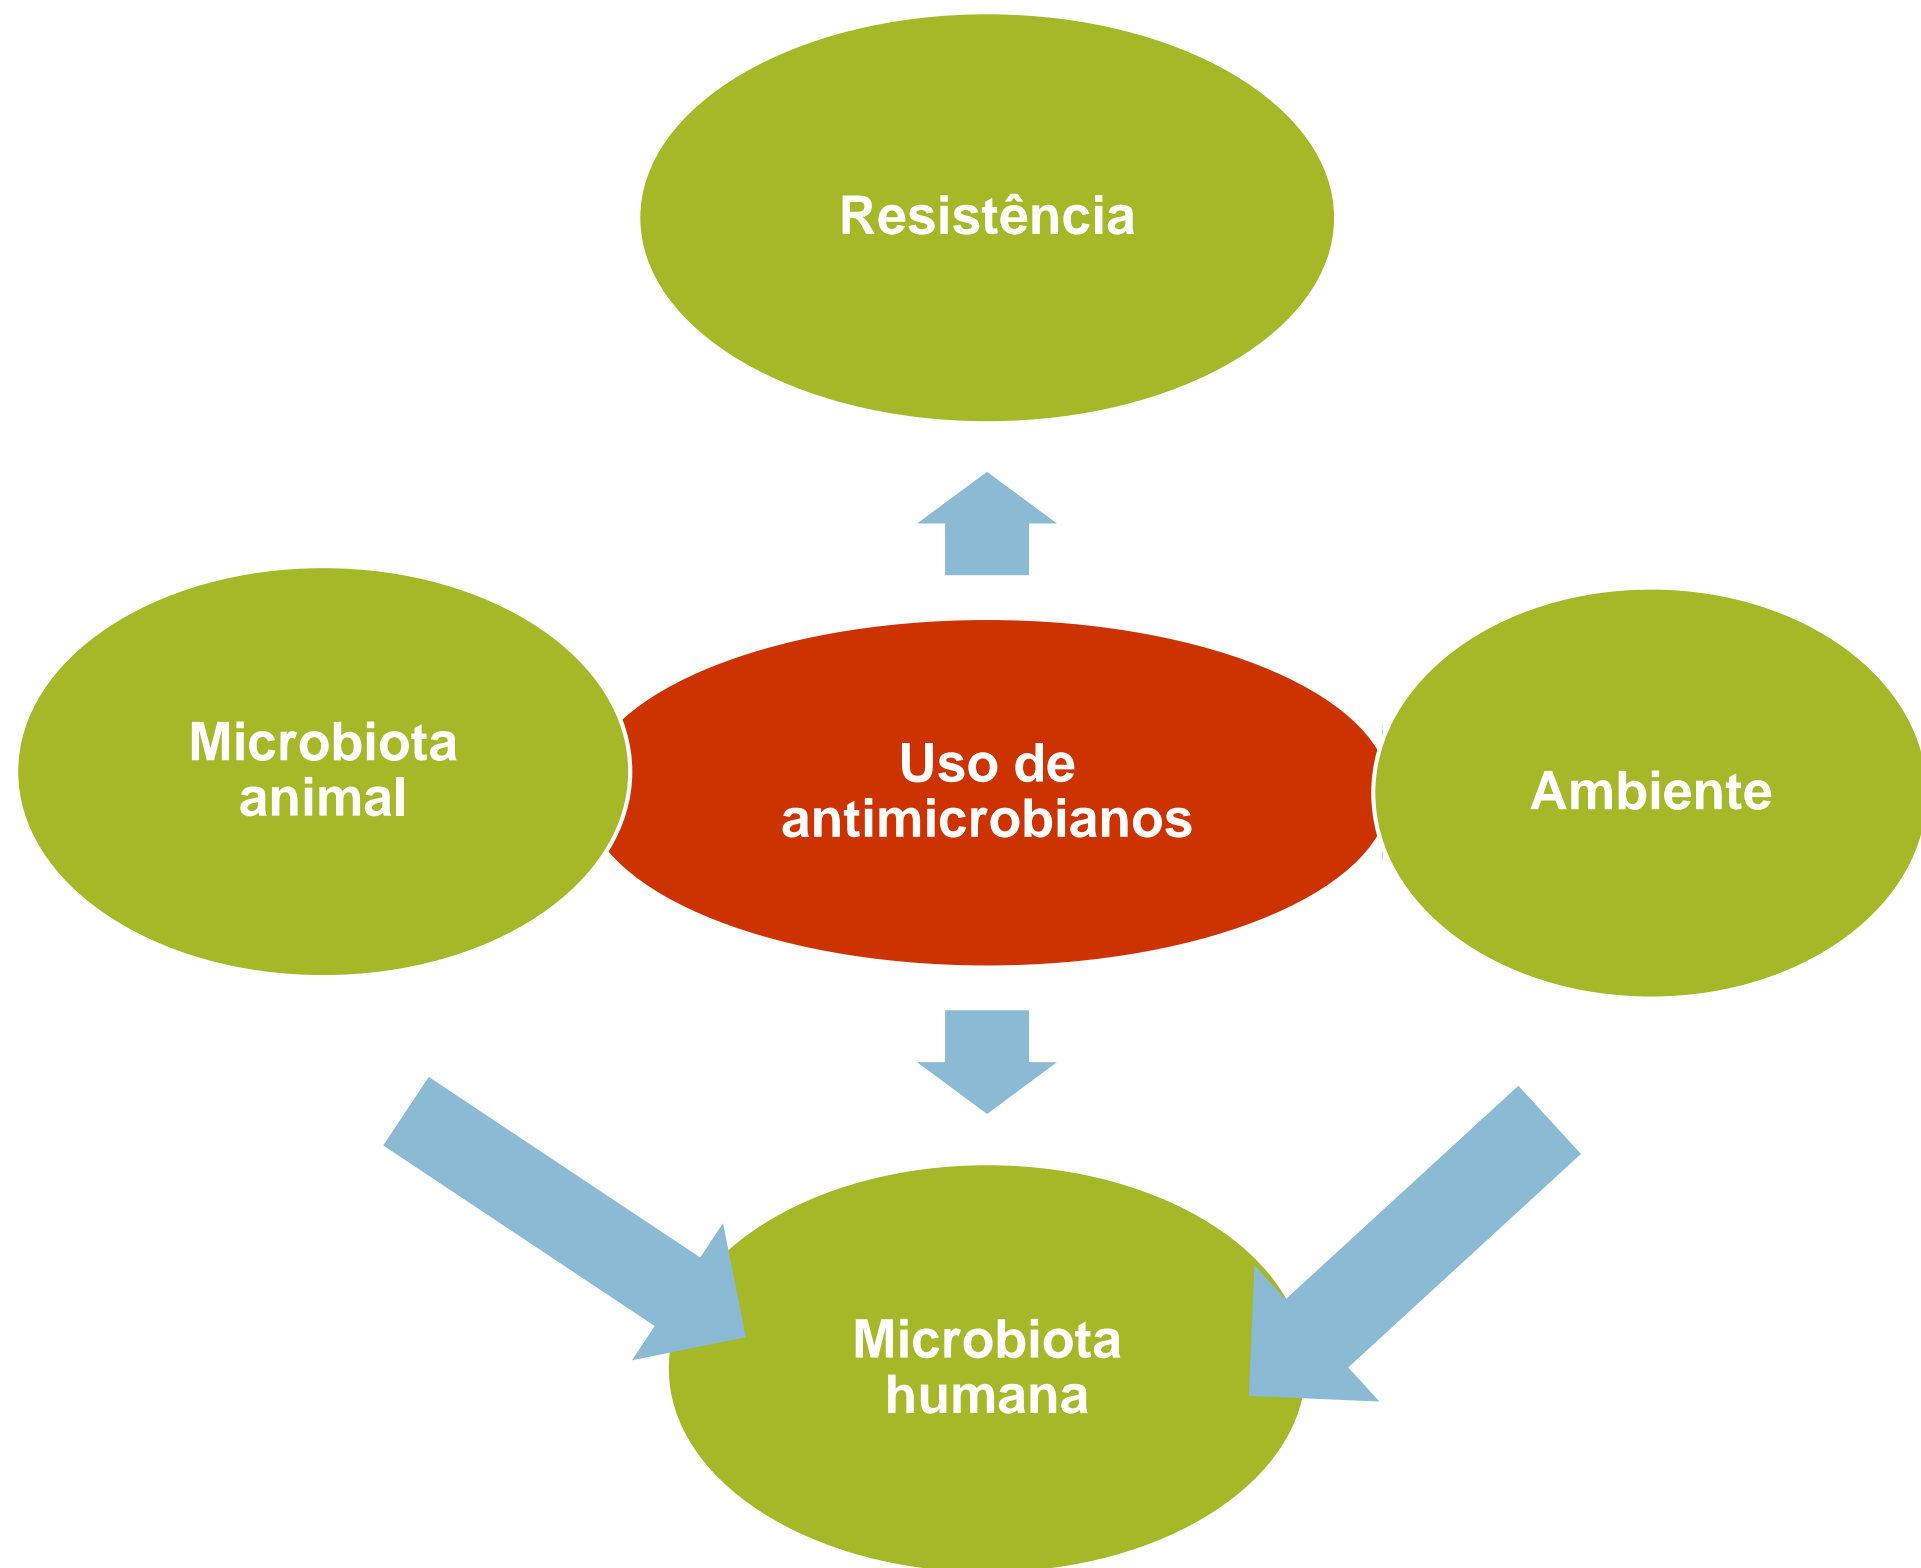 Resistência
Microbiota
animal
Uso de
antimicrobianos
Ambiente
Microbiota
humana